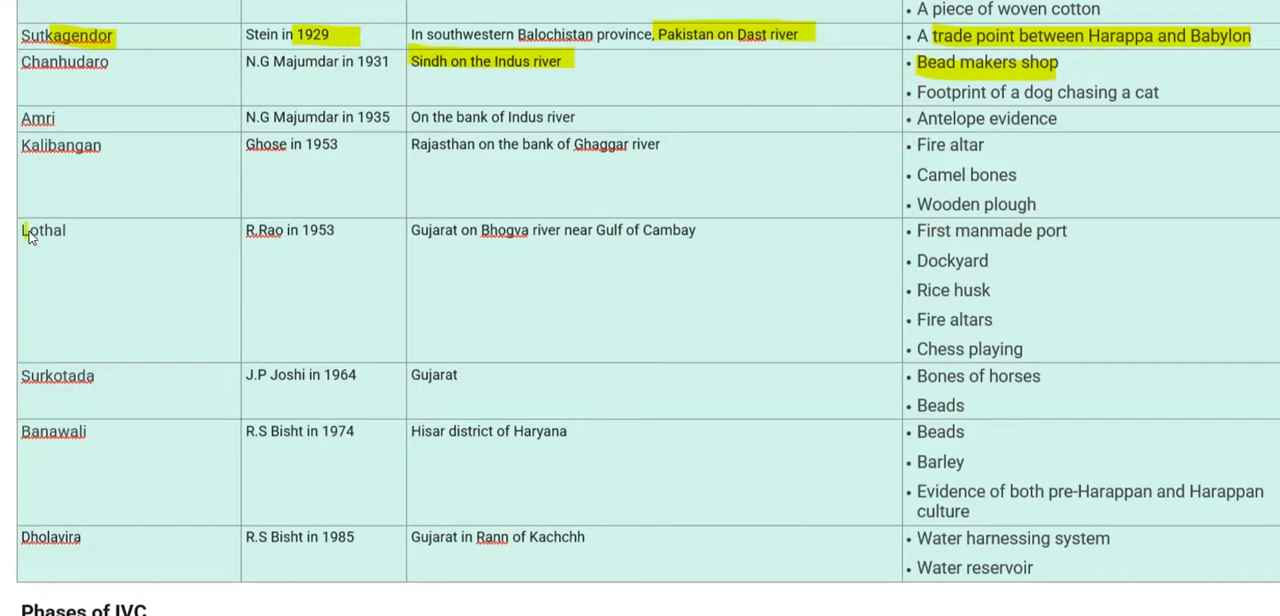 • A piece of woven cotton
Sutkagendor
Stein in 1929
In southwestern Balochistan province, Pakistan on Dast river
• A trade point between Harappa and Babylon
Chanhudaro
N.G Majumdar in 1931
Sindh on the Indus river
• Bead makers shop
• Footprint of a dog chasing a cat
Amri
N.G Majumdar in 1935
On the bank of Indus river
• Antelope evidence
Kalibangan
Ghose in 1953
Rajasthan on the bank of Ghaggar river
• Fire altar
• Camel bones
• Wooden plough
Lothal
R.Rao in 1953
Gujarat on Bhogva river near Gulf of Cambay
• First manmade port
• Dockyard
• Rice husk
• Fire altars
• Chess playing
Surkotada
J.P Joshi in 1964
Gujarat
• Bones of horses
• Beads
Banawali
R.S Bisht in 1974
Hisar district of Haryana
• Beads
• Barley
• Evidence of both pre-Harappan and Harappan
culture
Dholavira
R.S Bisht in 1985
Gujarat in Rann of Kachchh
• Water harnessing system
• Water reservoir
Phases of IVC